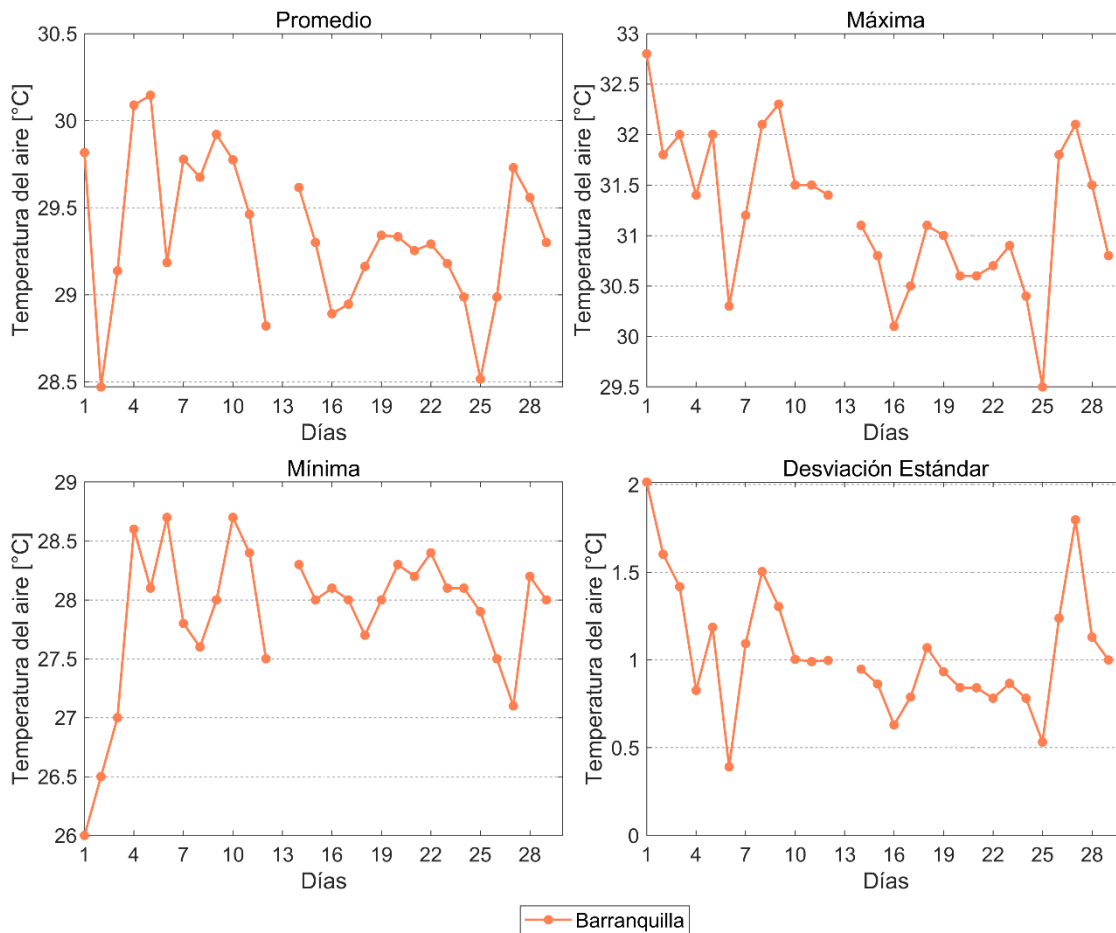 Promedio
Temperatura del aire [°C]
30.5
30
29.5
29
28.5
1 4 7 10 13 16 19 22 25 28
Días
Máxima
Temperatura del aire [°C]
33
32.5
32
31.5
31
30.5
30
29.5
1 4 7 10 13 16 19 22 25 28
Días
Mínima
Temperatura del aire [°C]
29
28.5
28
27.5
27
26.5
26
1 4 7 10 13 16 19 22 25 28
Días
Desviación Estándar
Temperatura del aire [°C]
2
1.5
1
0.5
0
1 4 7 10 13 16 19 22 25 28
Días
Barranquilla